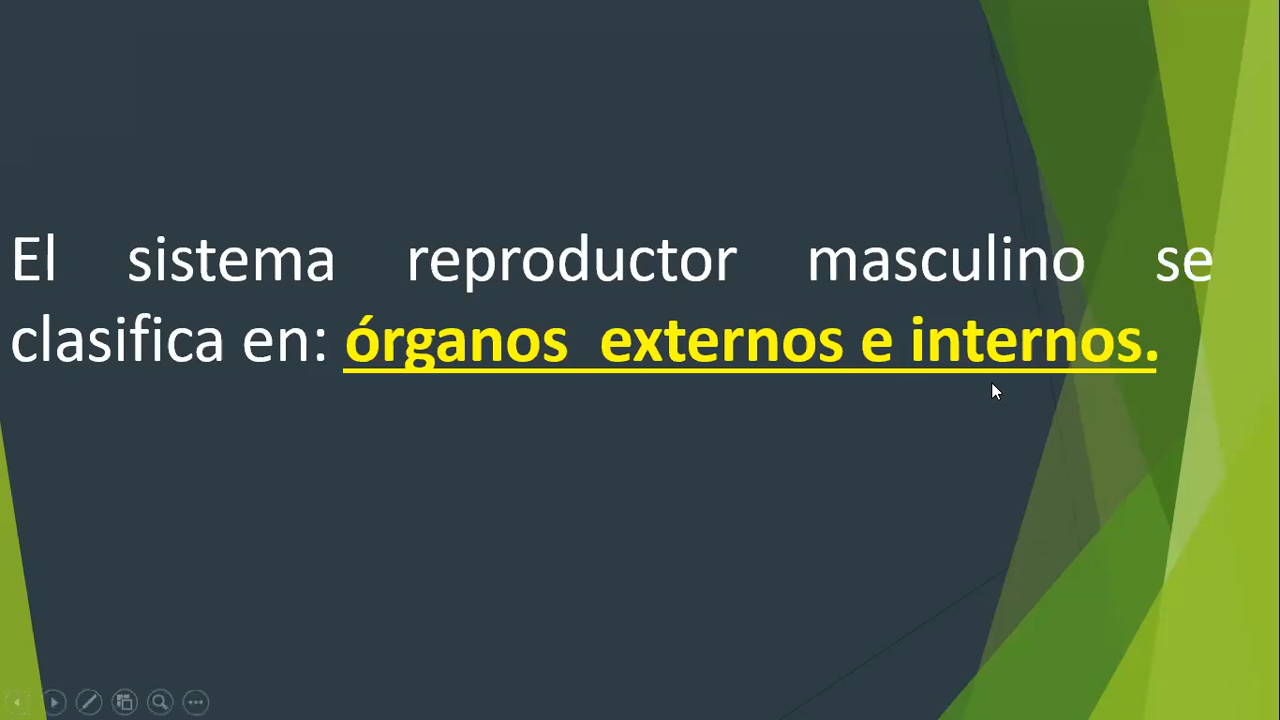 El sistema reproductor masculino se
clasifica en: órganos  externos e internos.